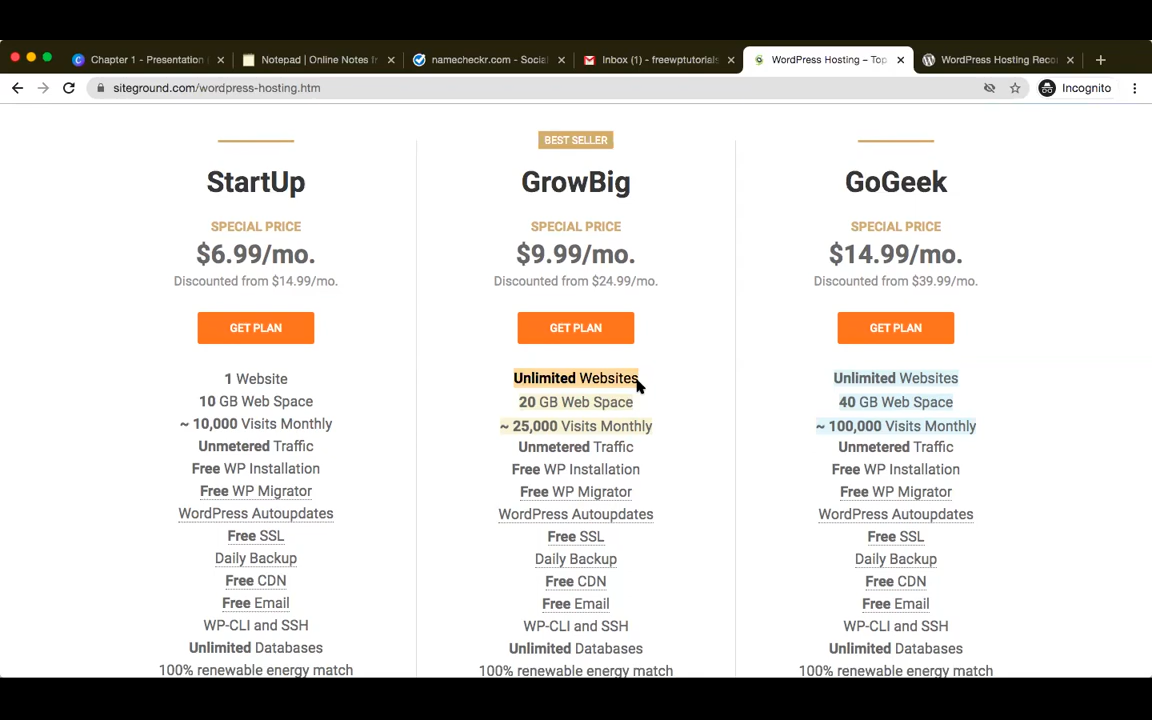 Chapter 1 - Presentation
Notepad | Online Notes
namecheckr.com - Social
Inbox (1) - freewptutorials
WordPress Hosting – Top
WordPress Hosting Reco
siteground.com/wordpress-hosting.htm
Incognito
StartUp
SPECIAL PRICE
$6.99/mo.
Discounted from $14.99/mo.
GET PLAN
1 Website
10 GB Web Space
~ 10,000 Visits Monthly
Unmetered Traffic
Free WP Installation
Free WP Migrator
WordPress Autoupdates
Free SSL
Daily Backup
Free CDN
Free Email
WP-CLI and SSH
Unlimited Databases
100% renewable energy match
BEST SELLER
GrowBig
SPECIAL PRICE
$9.99/mo.
Discounted from $24.99/mo.
GET PLAN
Unlimited Websites
20 GB Web Space
~ 25,000 Visits Monthly
Unmetered Traffic
Free WP Installation
Free WP Migrator
WordPress Autoupdates
Free SSL
Daily Backup
Free CDN
Free Email
WP-CLI and SSH
Unlimited Databases
100% renewable energy match
GoGeek
SPECIAL PRICE
$14.99/mo.
Discounted from $39.99/mo.
GET PLAN
Unlimited Websites
40 GB Web Space
~ 100,000 Visits Monthly
Unmetered Traffic
Free WP Installation
Free WP Migrator
WordPress Autoupdates
Free SSL
Daily Backup
Free CDN
Free Email
WP-CLI and SSH
Unlimited Databases
100% renewable energy match